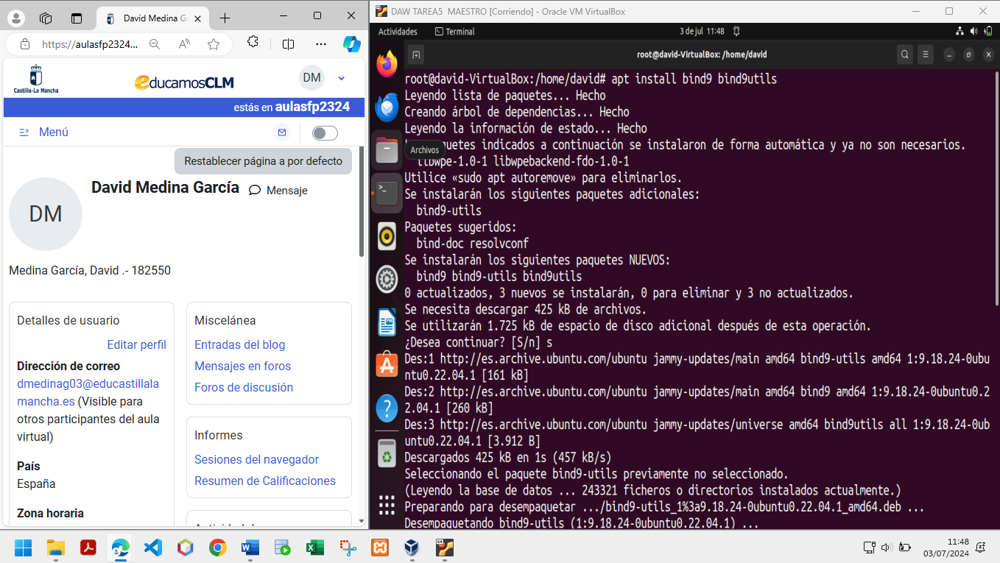 David Medina Ga
https://aulasfp2324...
Castilla-La Mancha
educamosCLM
DM
estás en aulasfp2324
Menú
Restablecer página a por defecto
DM
David Medina García
Mensaje
Medina García, David .- 182550
Detalles de usuario
Editar perfil
Dirección de correo
dmedinag03@educastillala
mancha.es (Visible para
otros participantes del aula
virtual)
País
España
Zona horaria
Miscelánea
Entradas del blog
Mensajes en foros
Foros de discusión
Informes
Sesiones del navegador
Resumen de Calificaciones
DAW TAREA5 MAESTRO [Corriendo] - Oracle VM VirtualBox
Actividades
Terminal
3 de jul 11:48
root@david-VirtualBox: /home/david
root@david-VirtualBox:/home/david# apt install bind9 bind9utils
Leyendo lista de paquetes... Hecho
Creando árbol de dependencias... Hecho
Leyendo la información de estado... Hecho
quetes indicados a continuación se instalaron de forma automática y ya no son necesarios.
Archivos
libwpe-1.0-1 libwpebackend-fdo-1.0-1
Utilice «sudo apt autoremove» para eliminarlos.
Se instalarán los siguientes paquetes adicionales:
bind9-utils
Paquetes sugeridos:
bind-doc resolvconf
Se instalarán los siguientes paquetes NUEVOS:
bind9 bind9-utils bind9utils
0 actualizados, 3 nuevos se instalarán, 0 para eliminar y 3 no actualizados.
Se necesita descargar 425 kB de archivos.
Se utilizarán 1.725 kB de espacio de disco adicional después de esta operación.
¿Desea continuar? [S/n] s
Des:1 http://es.archive.ubuntu.com/ubuntu jammy-updates/main amd64 bind9-utils amd64 1:9.18.24-0ubu
ntu0.22.04.1 [161 kB]
Des:2 http://es.archive.ubuntu.com/ubuntu jammy-updates/main amd64 bind9 amd64 1:9.18.24-0ubuntu0.2
2.04.1 [260 kB]
Des:3 http://es.archive.ubuntu.com/ubuntu jammy-updates/universe amd64 bind9utils all 1:9.18.24-0ub
untu0.22.04.1 [3.912 B]
Descargados 425 kB en 1s (457 kB/s)
Seleccionando el paquete bind9-utils previamente no seleccionado.
(Leyendo la base de datos ... 243321 ficheros o directorios instalados actualmente.)
Preparando para desempaquetar .../bind9-utils_1%3a9.18.24-0ubuntu0.22.04.1_amd64.deb ...
Desempaquetando bind9-utils (1:9.18.24-0ubuntu0.22.04.1) ...
11:48
03/07/2024